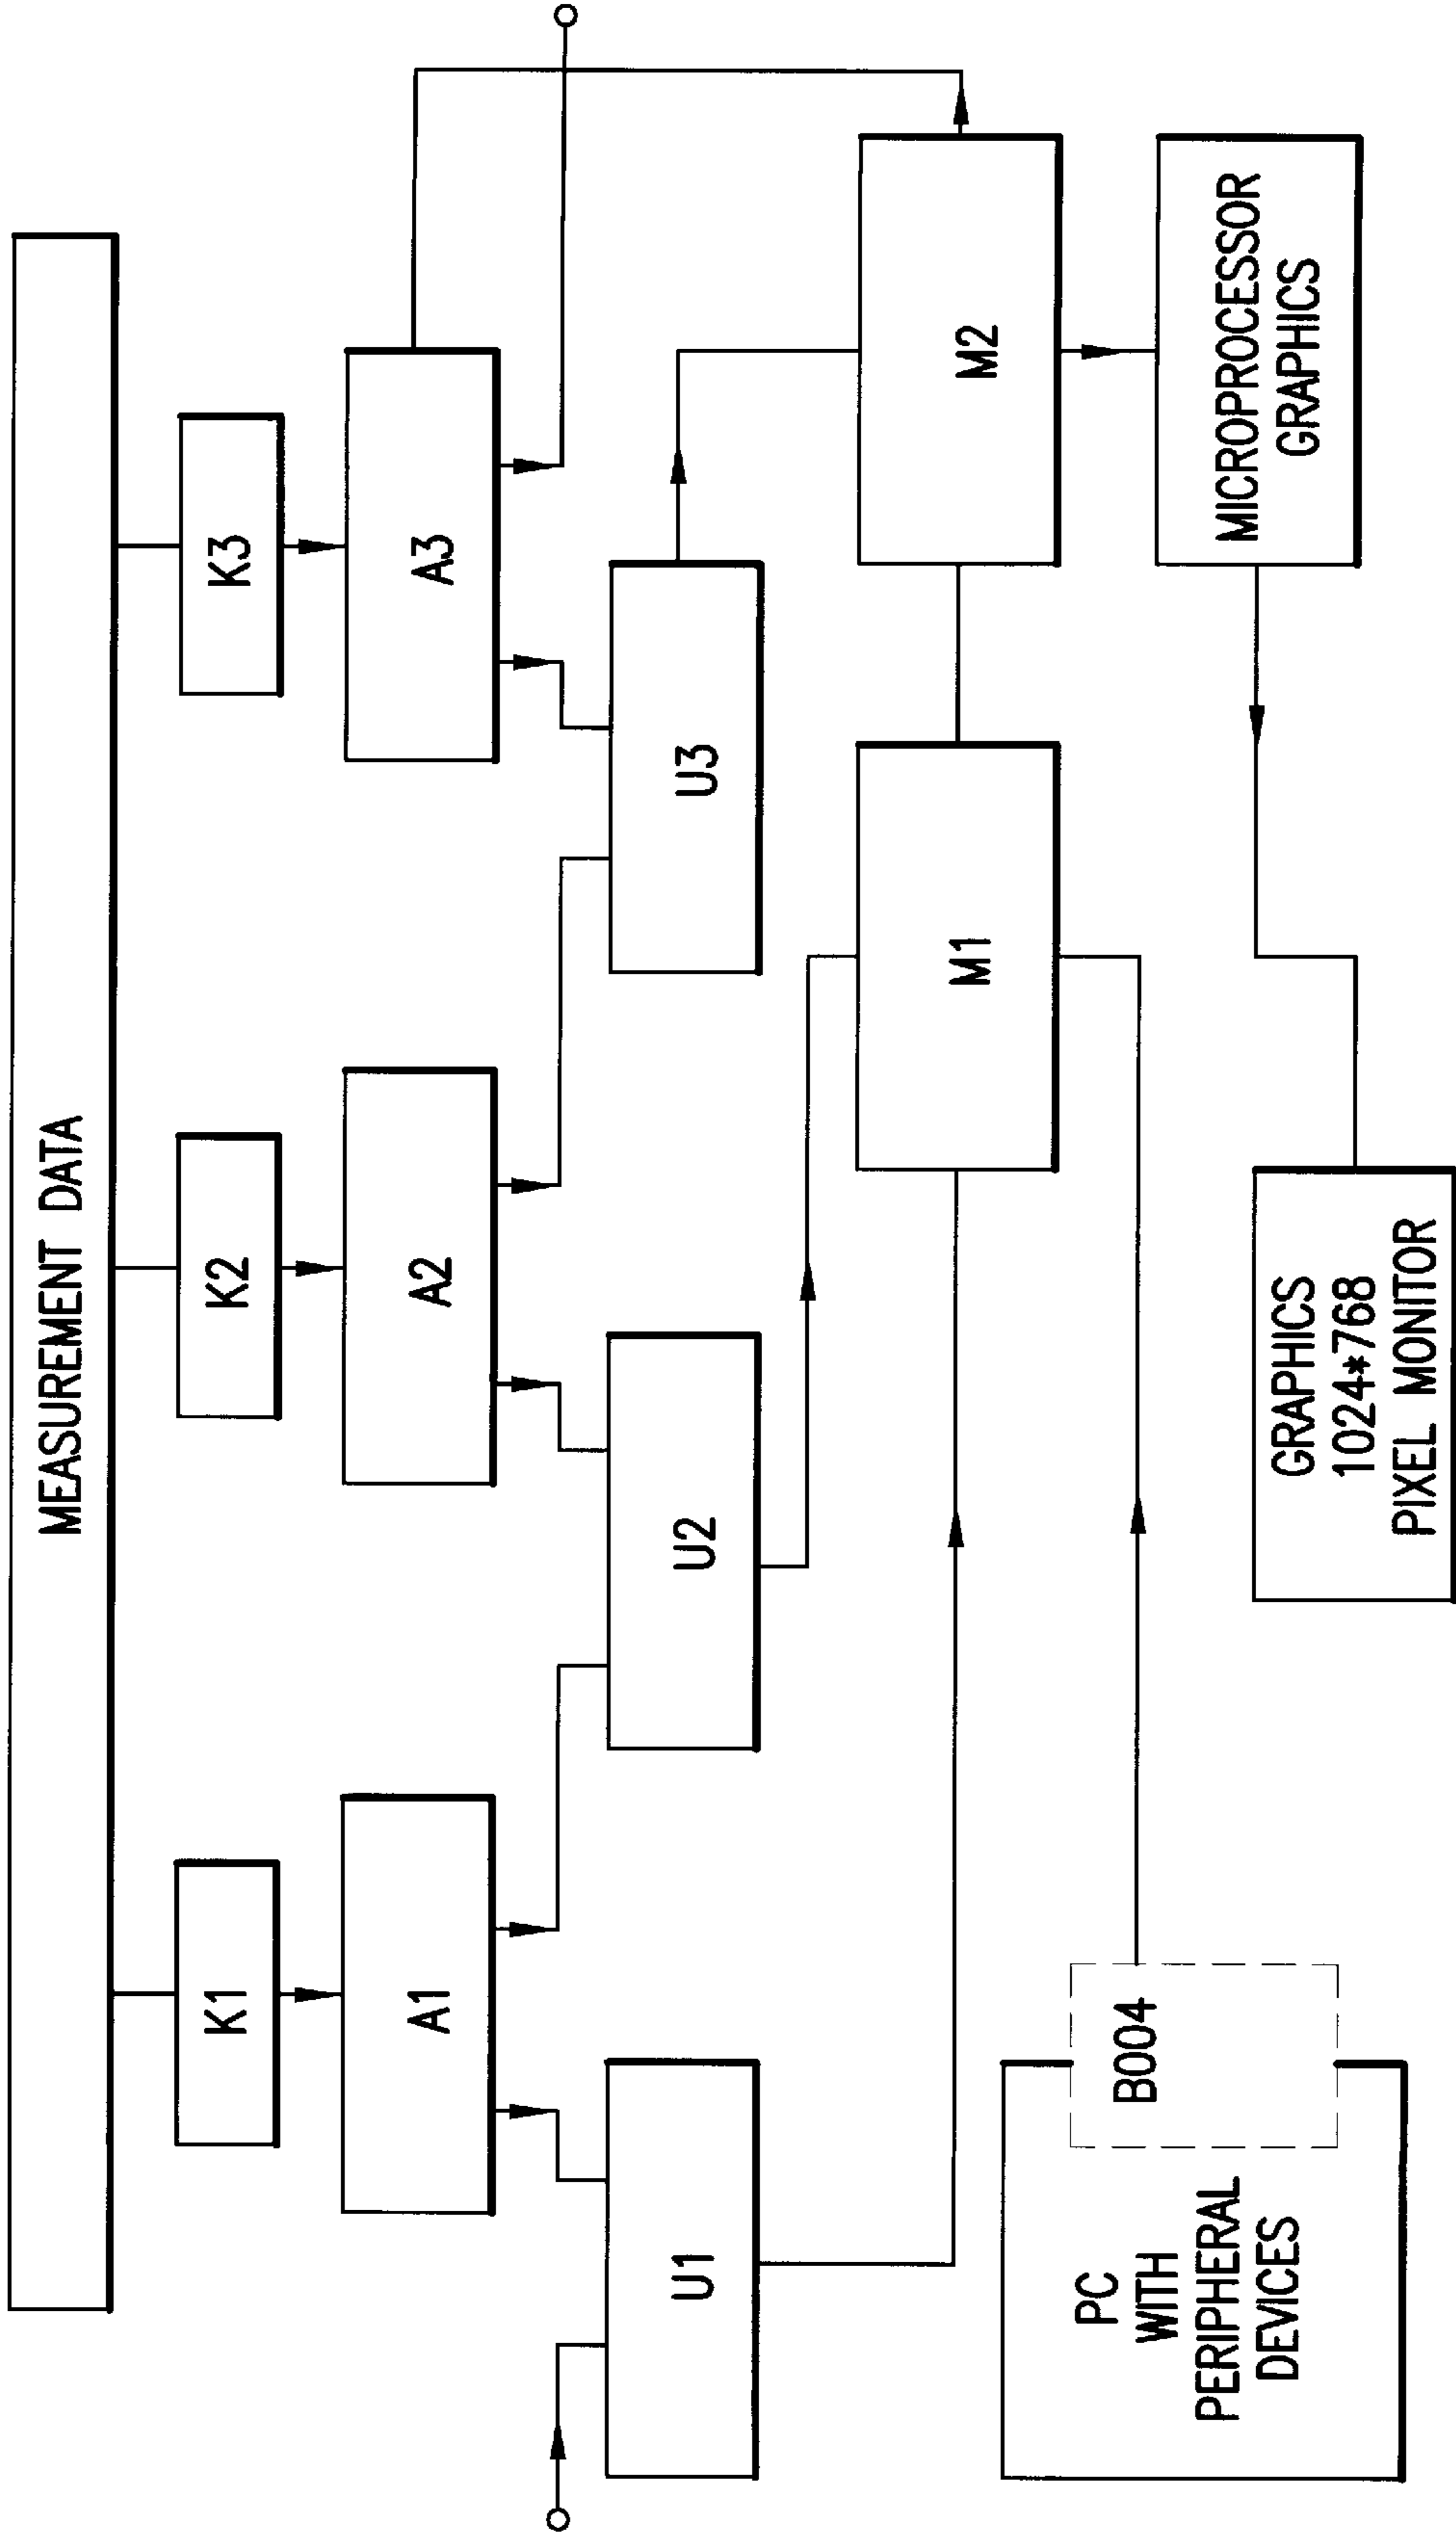 MEASUREMENT DATA
K1
K2
K3
A1
A2
A3
U1
U2
U3
M1
M2
PC
WITH
PERIPHERAL
DEVICES
B004
GRAPHICS
1024*768
PIXEL MONITOR
MICROPROCESSOR
GRAPHICS